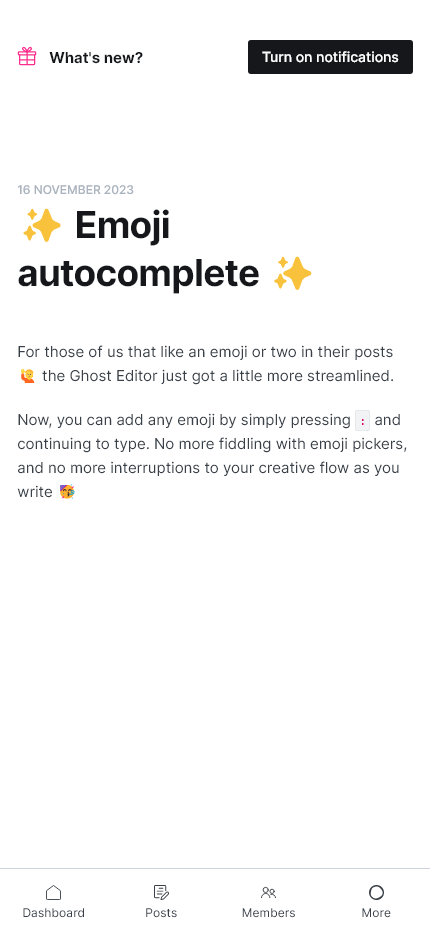 What's new?
Turn on notifications
16 NOVEMBER 2023
✨ Emoji
autocomplete ✨
For those of us that like an emoji or two in their posts
🙋 the Ghost Editor just got a little more streamlined.
Now, you can add any emoji by simply pressing : and
continuing to type. No more fiddling with emoji pickers,
and no more interruptions to your creative flow as you
write 🥳
Dashboard
Posts
Members
More